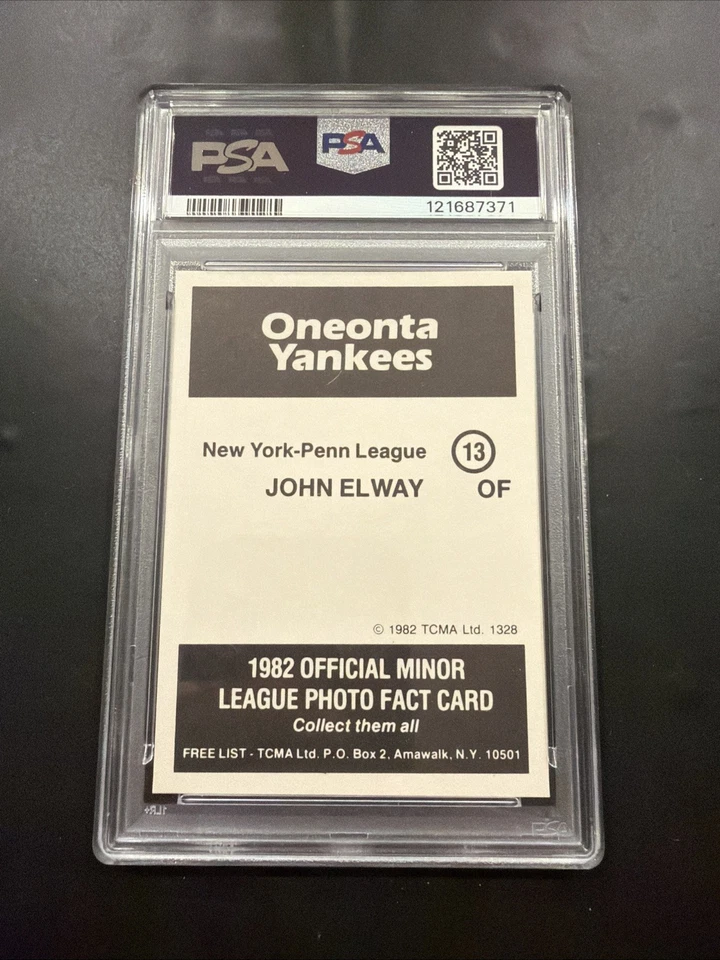 PSA
PSA
121687371
Oneonta
Yankees
New York-Penn League 13
JOHN ELWAY OF
© 1982 TCMA Ltd. 1328
1982 OFFICIAL MINOR
LEAGUE PHOTO FACT CARD
Collect them all
FREE LIST - TCMA Ltd. P.O. Box 2, Amawalk, N.Y. 10501
PSA